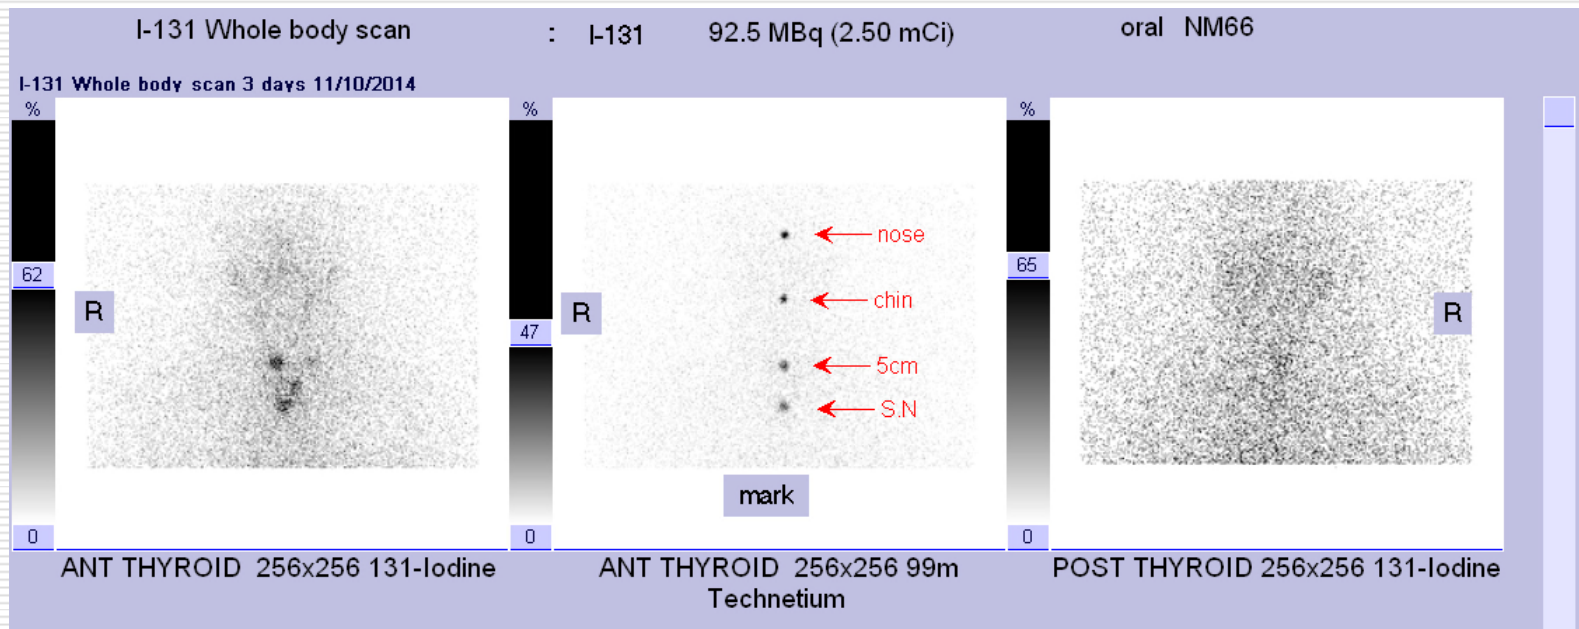 I-131 Whole body scan : I-131 92.5 MBq (2.50 mCi) oral NM66
I-131 Whole body scan 3 days 11/10/2014
% % %
nose
62 65
R R chin R
47
5cm
S.N
mark
0 0 0
ANT THYROID 256x256 131-Iodine ANT THYROID 256x256 99m POST THYROID 256x256 131-Iodine
Technetium